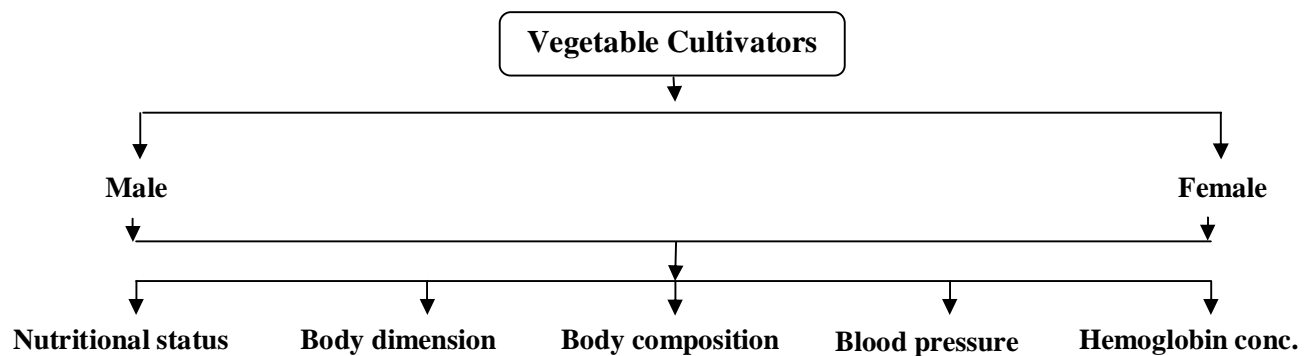 Vegetable Cultivators
Male Female
Nutritional status Body dimension Body composition Blood pressure Hemoglobin conc.